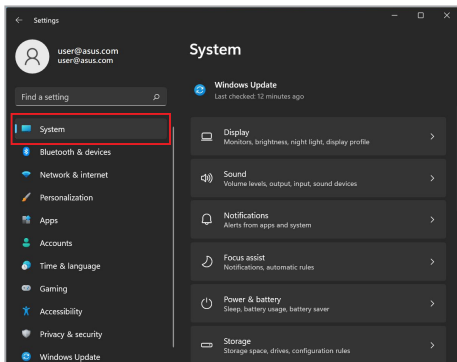 Settings
user@asus.com
user@asus.com
Find a setting
System
Bluetooth & devices
Network & internet
Personalization
Apps
Accounts
Time & language
Gaming
Accessibility
Privacy & security
Windows Update
System
Windows Update
Last checked: 12 minutes ago
Display
Monitors, brightness, night light, display profile
Sound
Volume levels, output, input, sound devices
Notifications
Alerts from apps and system
Focus assist
Notifications, automatic rules
Power & battery
Sleep, battery usage, battery saver
Storage
Storage space, drives, configuration rules